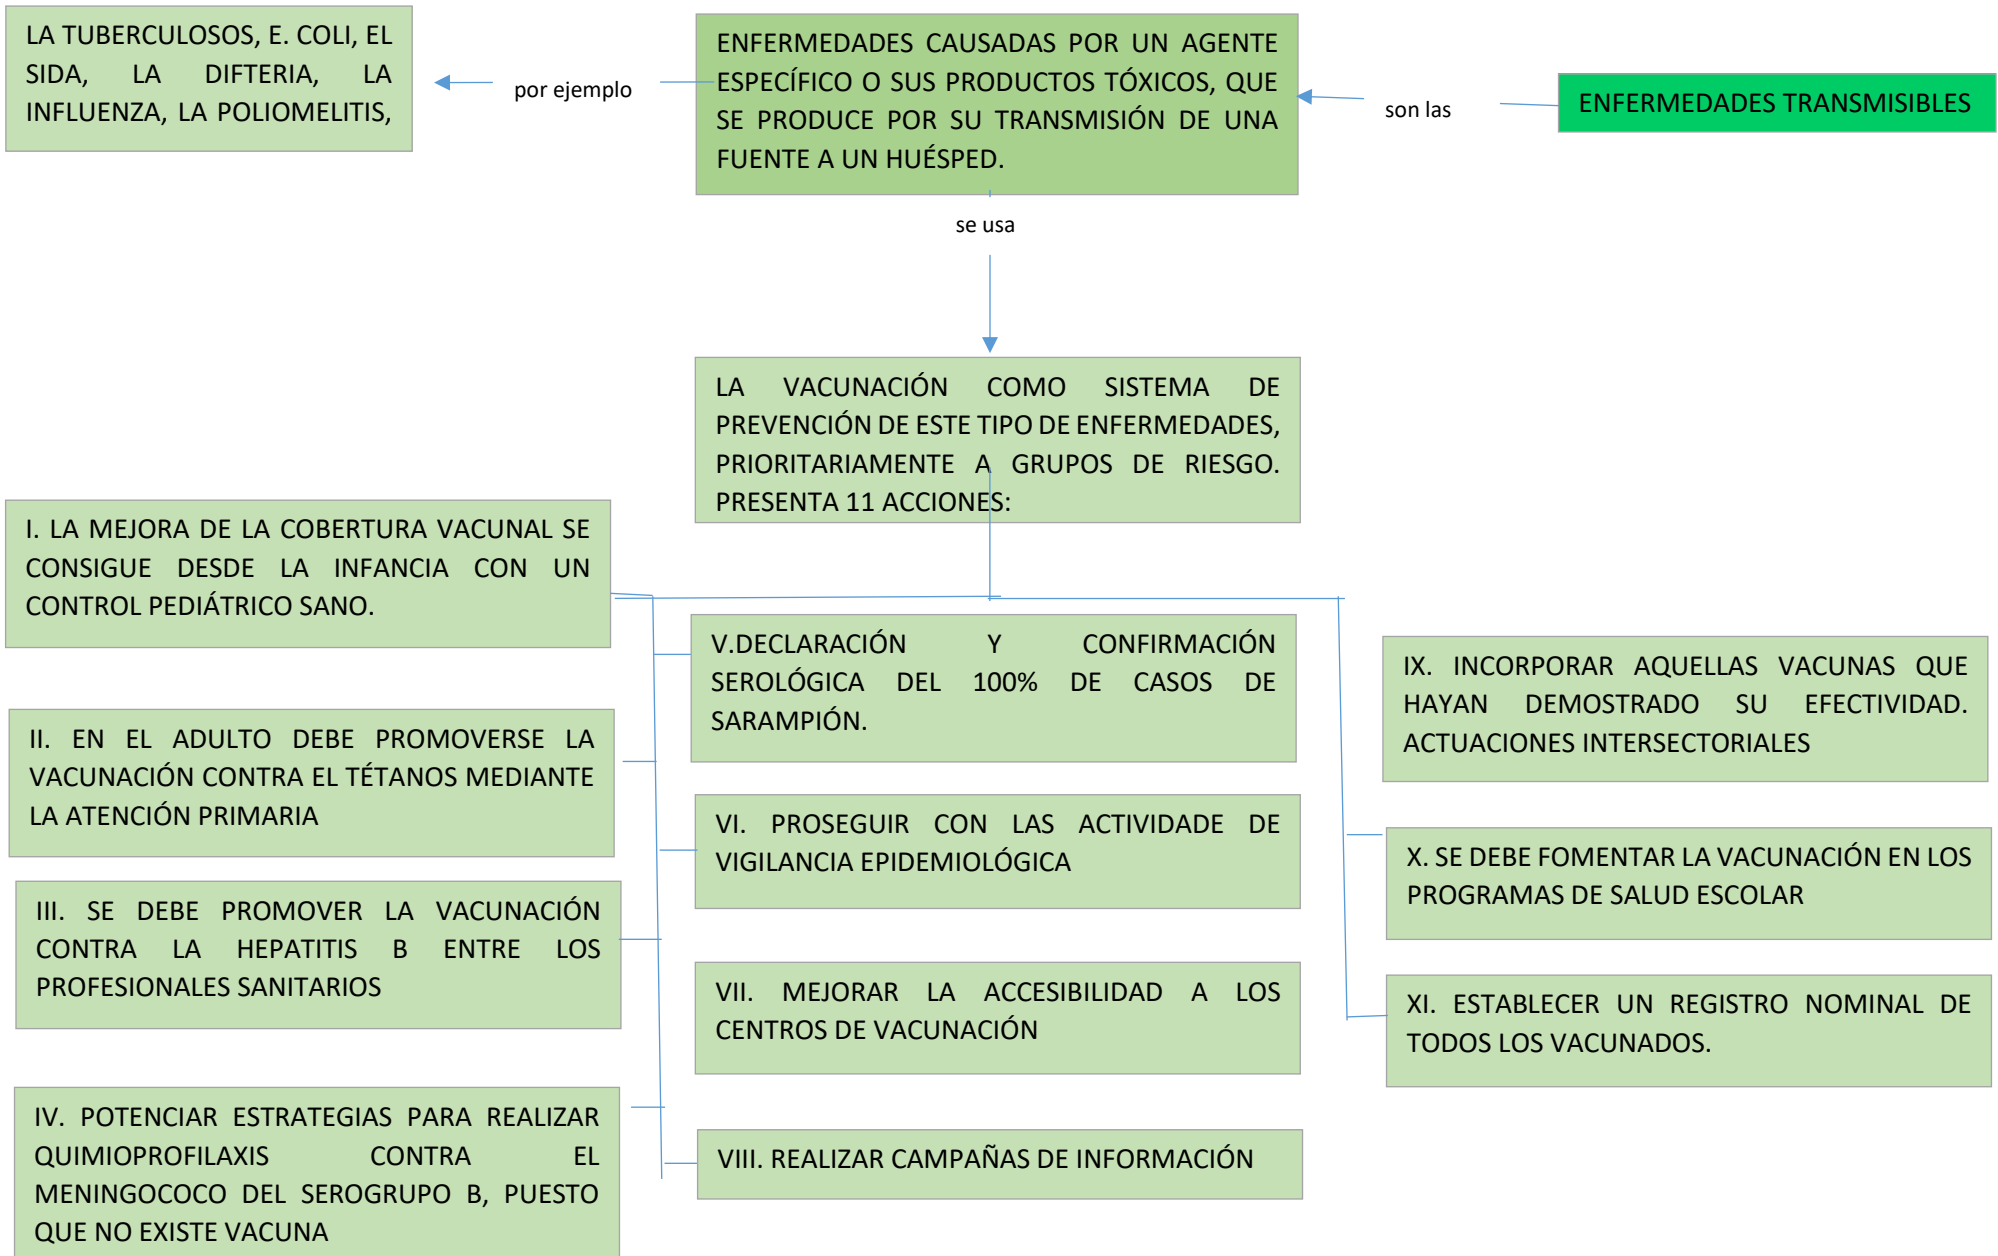 LA TUBERCULOSOS, E. COLI, EL
SIDA, LA DIFTERIA, LA
INFLUENZA, LA POLIOMELITIS,
por ejemplo
ENFERMEDADES CAUSADAS POR UN AGENTE
ESPECÍFICO O SUS PRODUCTOS TÓXICOS, QUE
SE PRODUCE POR SU TRANSMISIÓN DE UNA
FUENTE A UN HUÉSPED.
son las
ENFERMEDADES TRANSMISIBLES
se usa
LA VACUNACIÓN COMO SISTEMA DE
PREVENCIÓN DE ESTE TIPO DE ENFERMEDADES,
PRIORITARIAMENTE A GRUPOS DE RIESGO.
PRESENTA 11 ACCIONES:
I. LA MEJORA DE LA COBERTURA VACUNAL SE
CONSIGUE DESDE LA INFANCIA CON UN
CONTROL PEDIÁTRICO SANO.
II. EN EL ADULTO DEBE PROMOVERSE LA
VACUNACIÓN CONTRA EL TÉTANOS MEDIANTE
LA ATENCIÓN PRIMARIA
III. SE DEBE PROMOVER LA VACUNACIÓN
CONTRA LA HEPATITIS B ENTRE LOS
PROFESIONALES SANITARIOS
IV. POTENCIAR ESTRATEGIAS PARA REALIZAR
QUIMIOPROFILAXIS CONTRA EL
MENINGOCOCO DEL SEROGRUPO B, PUESTO
QUE NO EXISTE VACUNA
V.DECLARACIÓN Y CONFIRMACIÓN
SEROLÓGICA DEL 100% DE CASOS DE
SARAMPIÓN.
VI. PROSEGUIR CON LAS ACTIVIDADE DE
VIGILANCIA EPIDEMIOLÓGICA
VII. MEJORAR LA ACCESIBILIDAD A LOS
CENTROS DE VACUNACIÓN
VIII. REALIZAR CAMPAÑAS DE INFORMACIÓN
IX. INCORPORAR AQUELLAS VACUNAS QUE
HAYAN DEMOSTRADO SU EFECTIVIDAD.
ACTUACIONES INTERSECTORIALES
X. SE DEBE FOMENTAR LA VACUNACIÓN EN LOS
PROGRAMAS DE SALUD ESCOLAR
XI. ESTABLECER UN REGISTRO NOMINAL DE
TODOS LOS VACUNADOS.